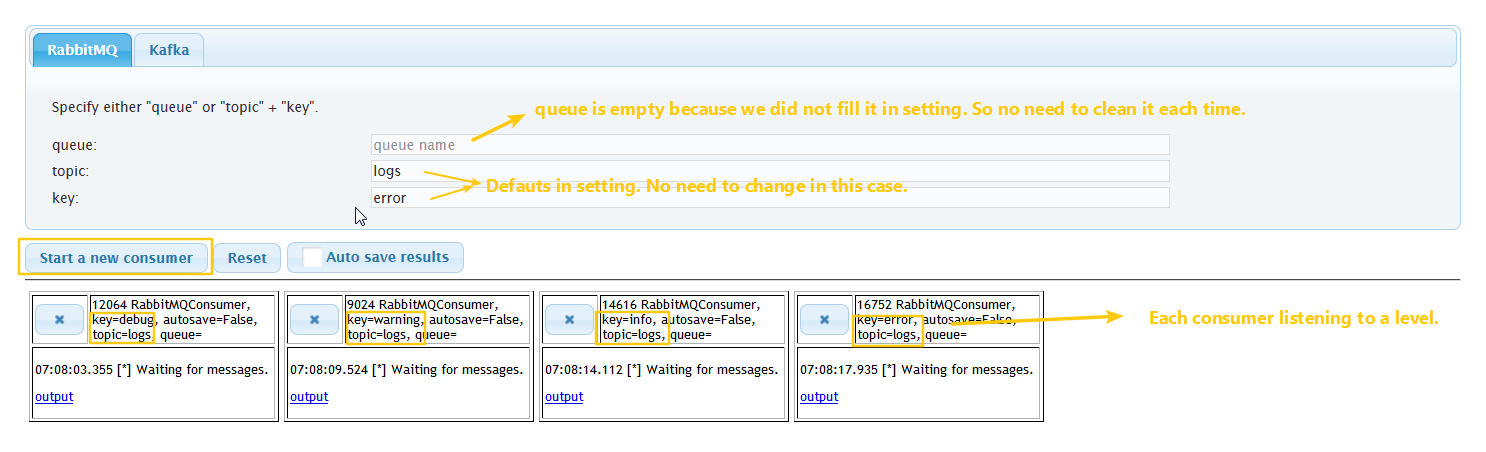 RabbitMQ Kafka
Specify either "queue" or "topic" + "key".
queue is empty because we did not fill it in setting. So no need to clean it each time.
queue: queue name
topic: logs
Defauts in setting. No need to change in this case.
key: error
Start a new consumer Reset Auto save results
12064 RabbitMQConsumer,
key=debug, autosave=False,
topic=logs, queue=
07:08:03.355 [*] Waiting for messages.
output
9024 RabbitMQConsumer,
key=warning, autosave=False,
topic=logs, queue=
07:08:09.524 [*] Waiting for messages.
output
14616 RabbitMQConsumer,
key=info, autosave=False,
topic=logs, queue=
07:08:14.112 [*] Waiting for messages.
output
16752 RabbitMQConsumer,
key=error, autosave=False,
topic=logs, queue=
07:08:17.935 [*] Waiting for messages.
output
Each consumer listening to a level.